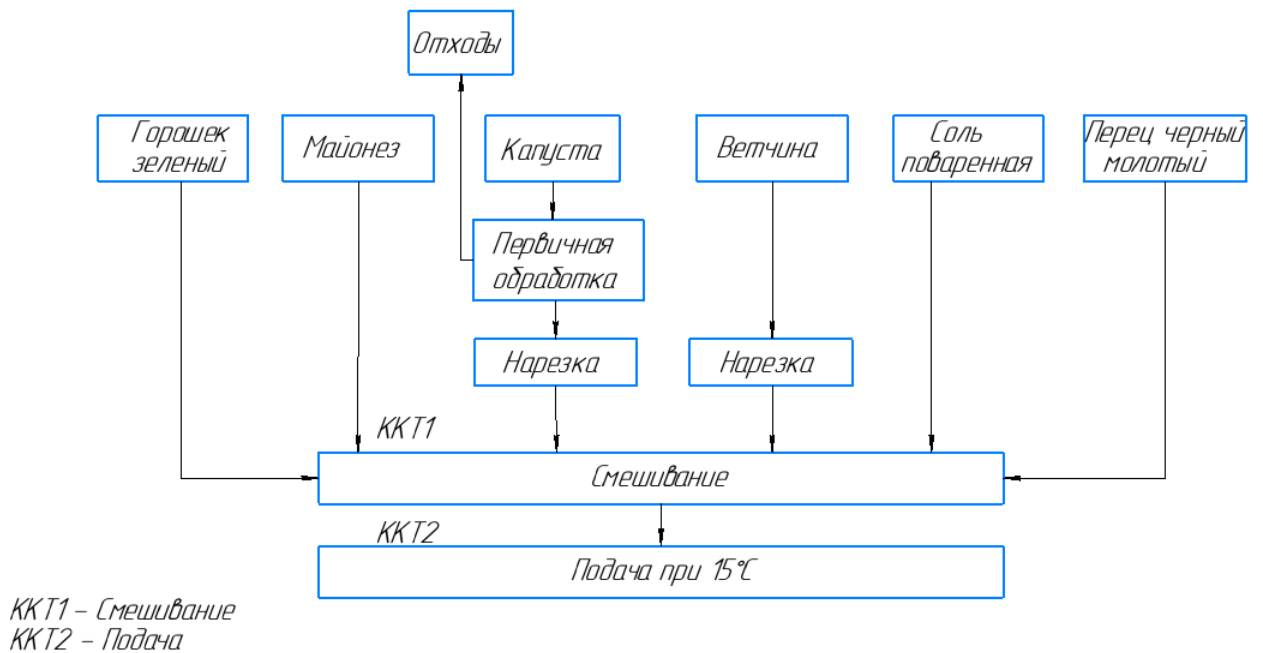 Отходы
Горошек
зеленый
Майонез
Капуста
Ветчина
Соль
поваренная
Перец черный
молотый
Первичная
обработка
Нарезка
Нарезка
ККТ1
Смешивание
ККТ2
Подача при 15°С
ККТ1 – Смешивание
ККТ2 – Подача